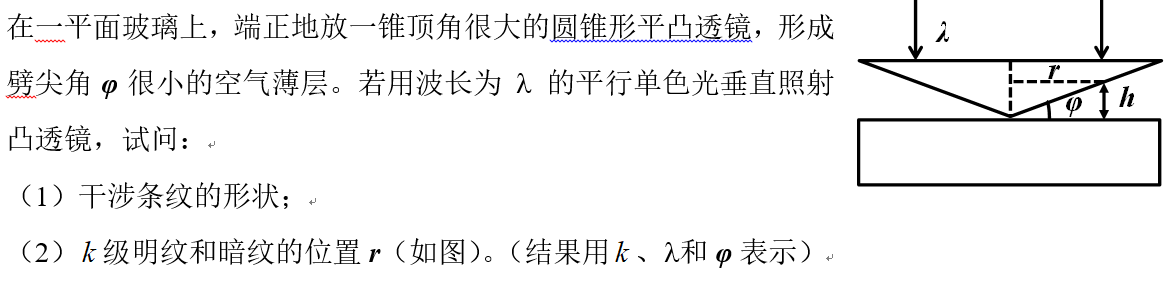 在一平面玻璃上，端正地放一锥顶角很大的圆锥形平凸透镜，形成
劈尖角 φ 很小的空气薄层。若用波长为 λ 的平行单色光垂直照射
凸透镜，试问：
（1）干涉条纹的形状；
（2）k 级明纹和暗纹的位置 r（如图）。（结果用 k 、λ和 φ 表示）
λ
r
φ
h